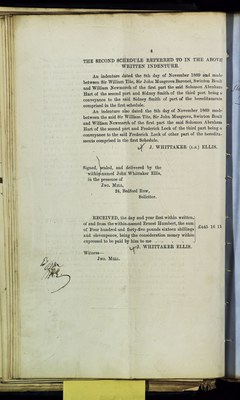 4
THE SECOND SCHEDULE REFERRED TO IN THE ABOVE
WRITTEN INDENTURE
An indenture dated the 8th day of November 1869 and made
between Sir William Tite, Sir John Musgrove Baronet, Swinton Boult
and William Newmarch of the first part the said Solomon Abraham
Hart of the second part and Sidney Smith of the third part being a
conveyance to the said Sidney Smith of part of the hereditaments
comprised in the first schedule.
An indenture also dated the 8th day of November 1869 made
between the said Sir William Tite, Sir John Musgrove, Swinton Boult
and William Newmarch of the first part the said Solomon Abraham
Hart of the second part and Frederick Lock of the third part being a
conveyance to the said Frederick Lock of other part of the heredita-
ments comprised in the first Schedule.
J. WHITTAKER (L.S.) ELLIS.
Signed, sealed, and delivered by the
within-named John Whittaker Ellis,
in the presence of
JNO. MILL,
Bedford Row,
Solicitor.
RECEIVED, the day and year first within written,
of and from the within-named Ernest Humbert, the sum
of Four hundred and forty-five pounds sixteen shillings
and elevenpence, being the consideration money within
expressed to be paid by him to me
£445 16 11
J. WHITTAKER ELLIS.
Witness—
JNO. MILL.